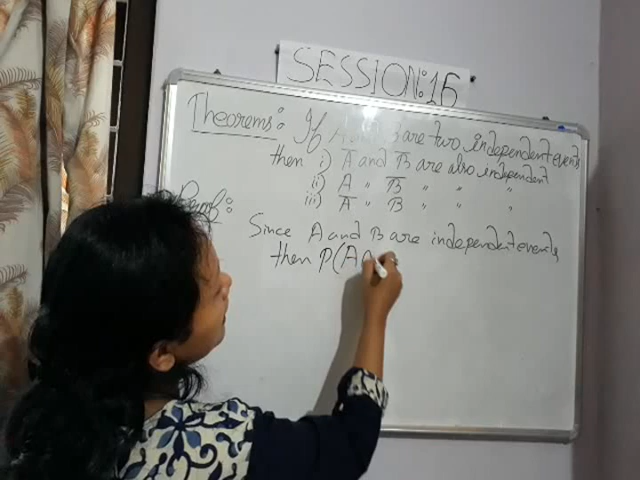 SESSION:16
Theorems: If A and B are two independent events
then i) A̅ and B̅ are also independent
ii) A " B̅ " " "
iii) A̅ " B " " "
Proof:
Since A and B are independent events,
then P(A∩